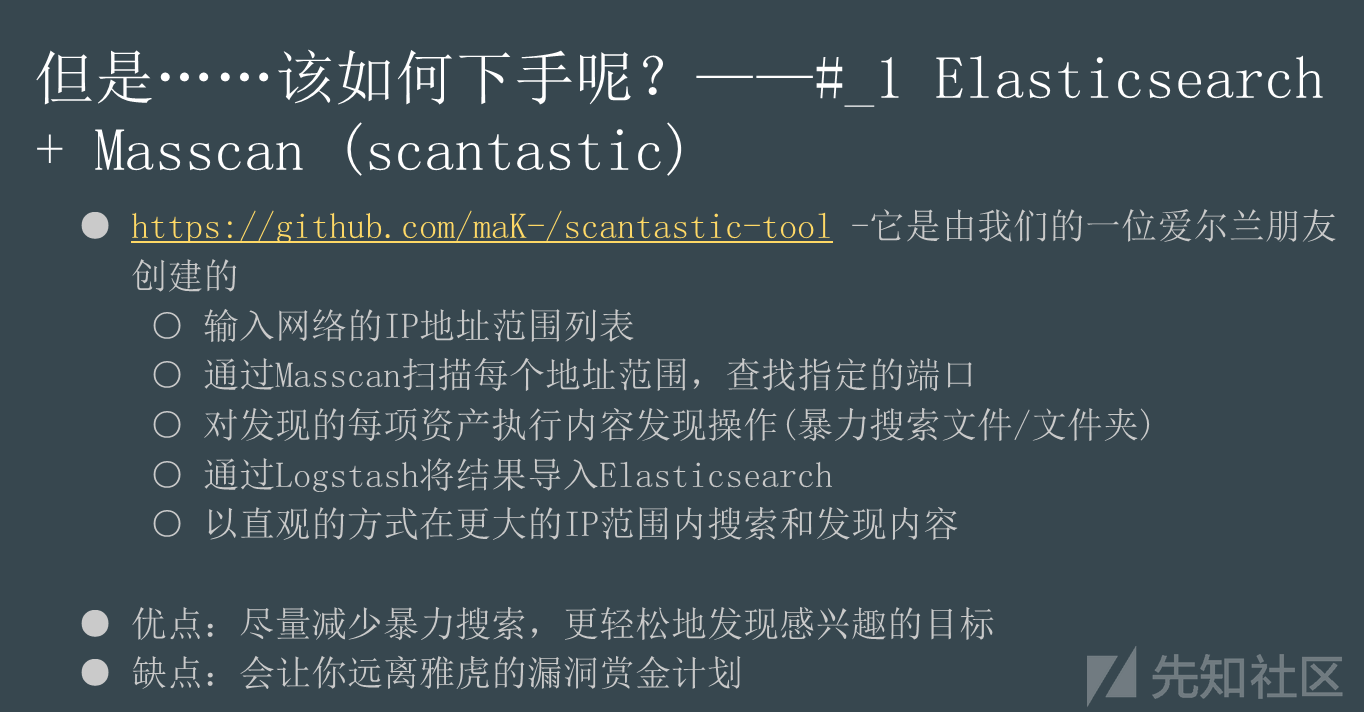 但是……该如何下手呢？——#_1 Elasticsearch
+ Masscan (scantastic)
● https://github.com/maK-/scantastic-tool -它是由我们的一位爱尔兰朋友
创建的
○ 输入网络的IP地址范围列表
○ 通过Masscan扫描每个地址范围，查找指定的端口
○ 对发现的每项资产执行内容发现操作(暴力搜索文件/文件夹)
○ 通过Logstash将结果导入Elasticsearch
○ 以直观的方式在更大的IP范围内搜索和发现内容
● 优点：尽量减少暴力搜索，更轻松地发现感兴趣的目标
● 缺点：会让你远离雅虎的漏洞赏金计划
先知社区